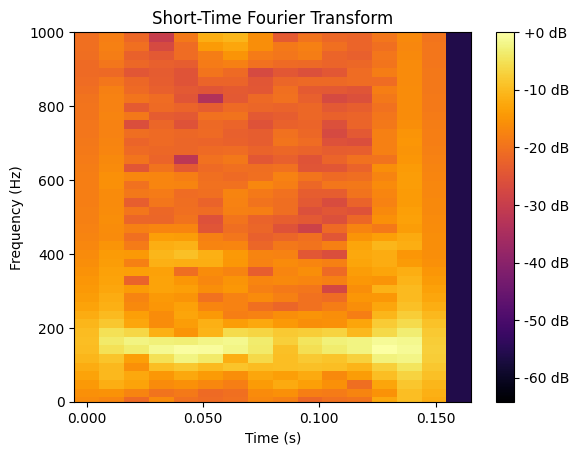 Short-Time Fourier Transform
1000
800
600
400
200
0
Frequency (Hz)
0.000
0.050
0.100
0.150
Time (s)
+0 dB
-10 dB
-20 dB
-30 dB
-40 dB
-50 dB
-60 dB